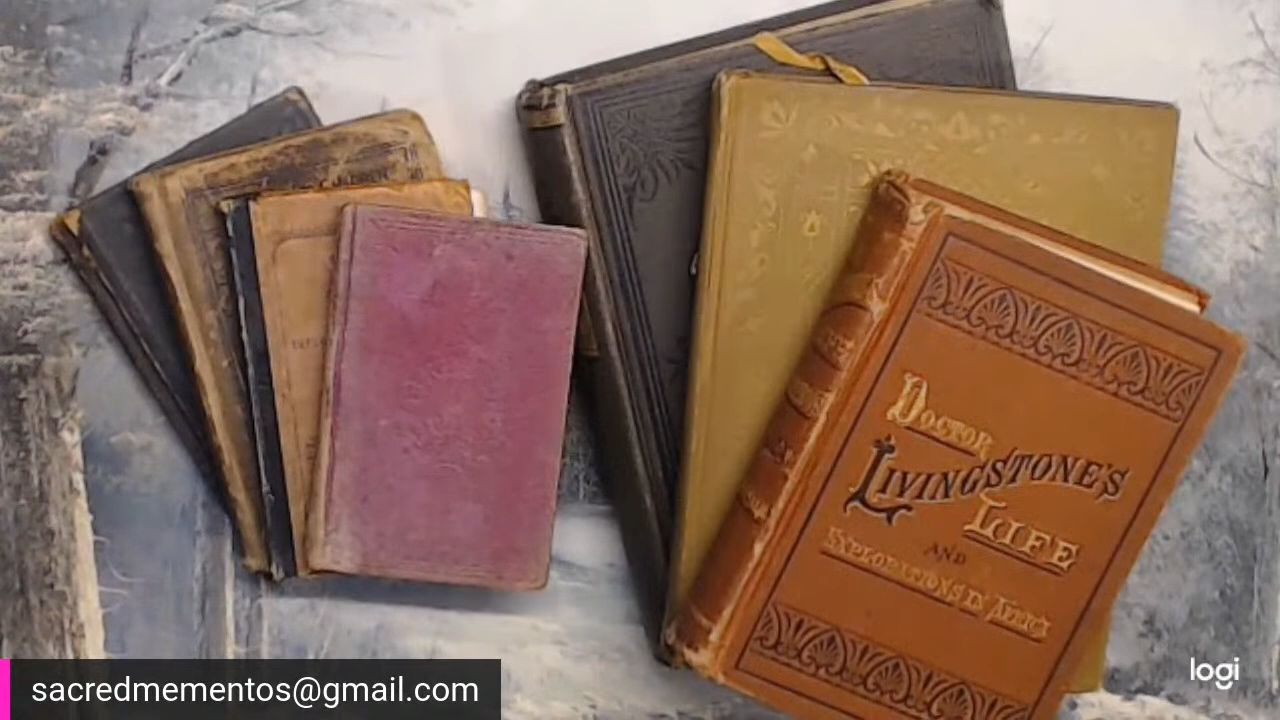 DOCTOR
LIVINGSTONE'S
LIFE
AND
EXPLORATIONS IN AFRICA
logi
sacredmementos@gmail.com